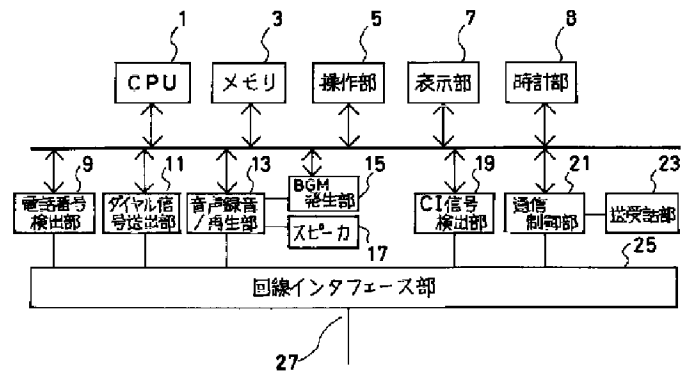 1 3 5 7 8
CPU メモリ 操作部 表示部 時計部
9 11 13 15 19 21 23
電話番号
検出部
ダイヤル信
号送出部
音声録音
/再生部
BGM
発生部
スピーカ
17
CI信号
検出部
通信
制御部
送受話部
25
回線インタフェース部
27